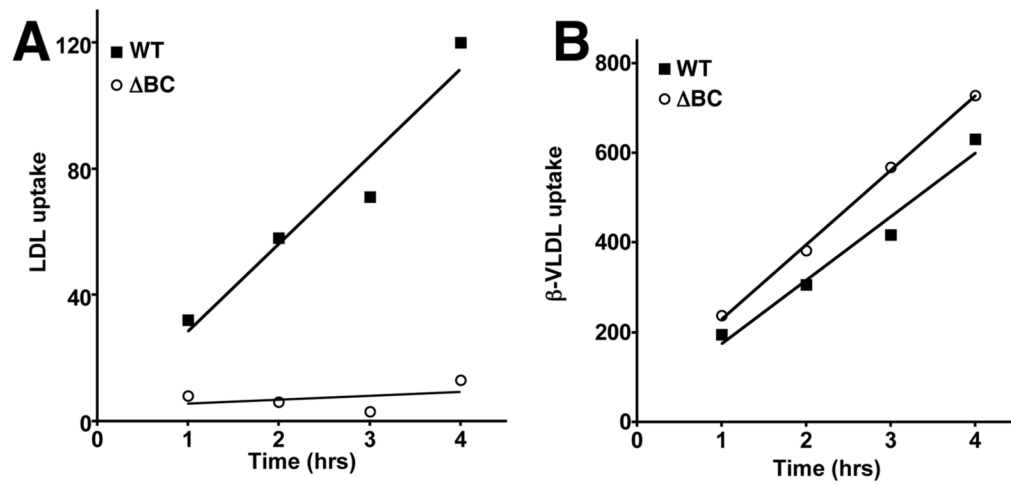 A
120
80
40
0
WT
ΔBC
LDL uptake
0 1 2 3 4
Time (hrs)
B
800
600
400
200
0
WT
ΔBC
β-VLDL uptake
0 1 2 3 4
Time (hrs)